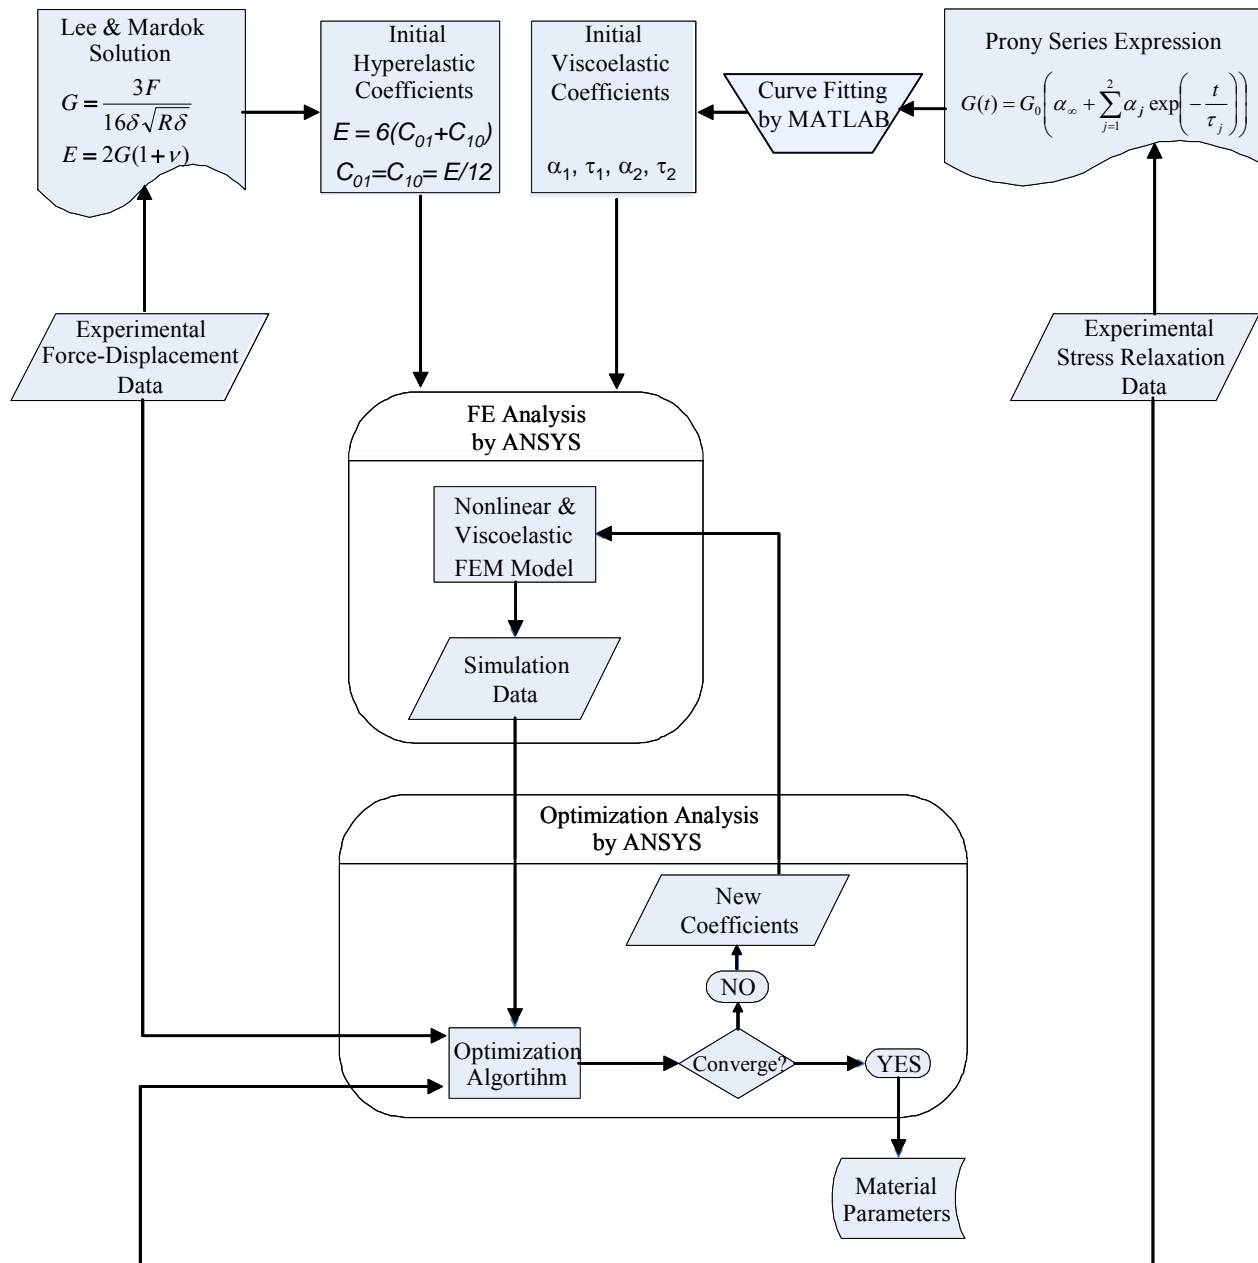 Lee & Mardok
Solution
G = 3F / 16δ√Rδ
E = 2G(1+ν)
Initial
Hyperelastic
Coefficients
E = 6(C₀₁+C₁₀)
C₀₁=C₁₀= E/12
Initial
Viscoelastic
Coefficients
α₁, τ₁, α₂, τ₂
Curve Fitting
by MATLAB
Prony Series Expression
G(t) = G₀(α∞ + ∑²ⱼ₌₁ αⱼ exp(− t/τⱼ))
Experimental
Force-Displacement
Data
Experimental
Stress Relaxation
Data
FE Analysis
by ANSYS
Nonlinear &
Viscoelastic
FEM Model
Simulation
Data
Optimization Analysis
by ANSYS
New
Coefficients
NO
Optimization
Algortihm
Converge?
YES
Material
Parameters